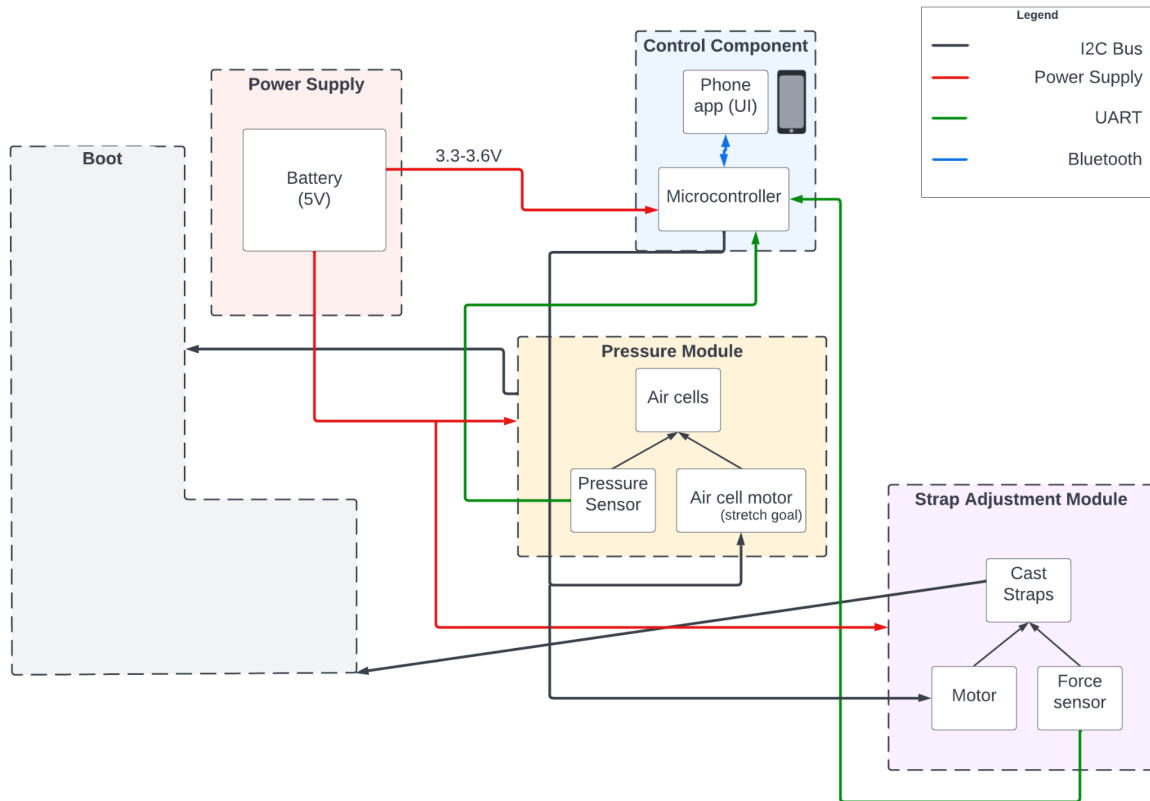 Legend
I2C Bus
Power Supply
UART
Bluetooth
Control Component
Phone
app (UI)
Microcontroller
Power Supply
Battery
(5V)
3.3-3.6V
Boot
Pressure Module
Air cells
Pressure
Sensor
Air cell motor
(stretch goal)
Strap Adjustment Module
Cast
Straps
Motor
Force
sensor